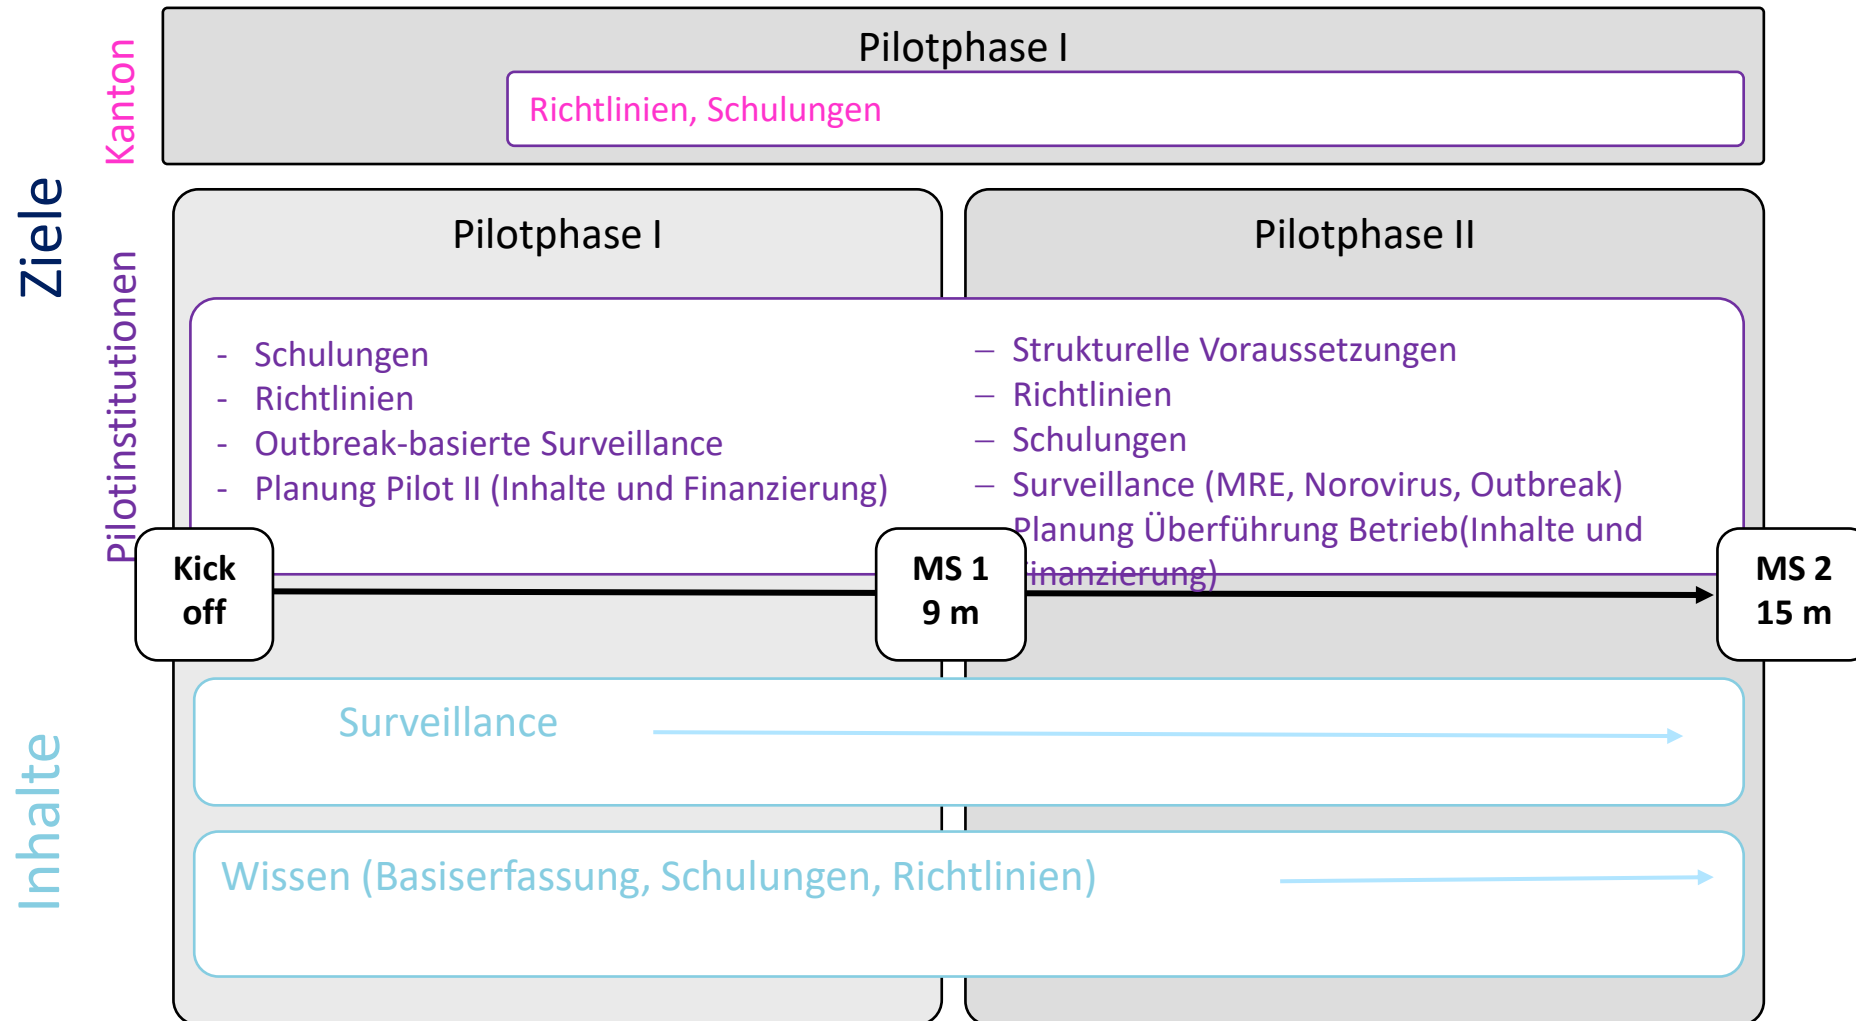 Ziele
Kanton
Pilotphase I
Richtlinien, Schulungen
Pilotinstitutionen
Pilotphase I
- Schulungen
- Richtlinien
- Outbreak-basierte Surveillance
- Planung Pilot II (Inhalte und Finanzierung)
Pilotphase II
– Strukturelle Voraussetzungen
– Richtlinien
– Schulungen
– Surveillance (MRE, Norovirus, Outbreak)
Planung Überführung Betrieb(Inhalte und
inanzierung)
Kick
off
MS 1
9 m
MS 2
15 m
Inhalte
Surveillance
Wissen (Basiserfassung, Schulungen, Richtlinien)